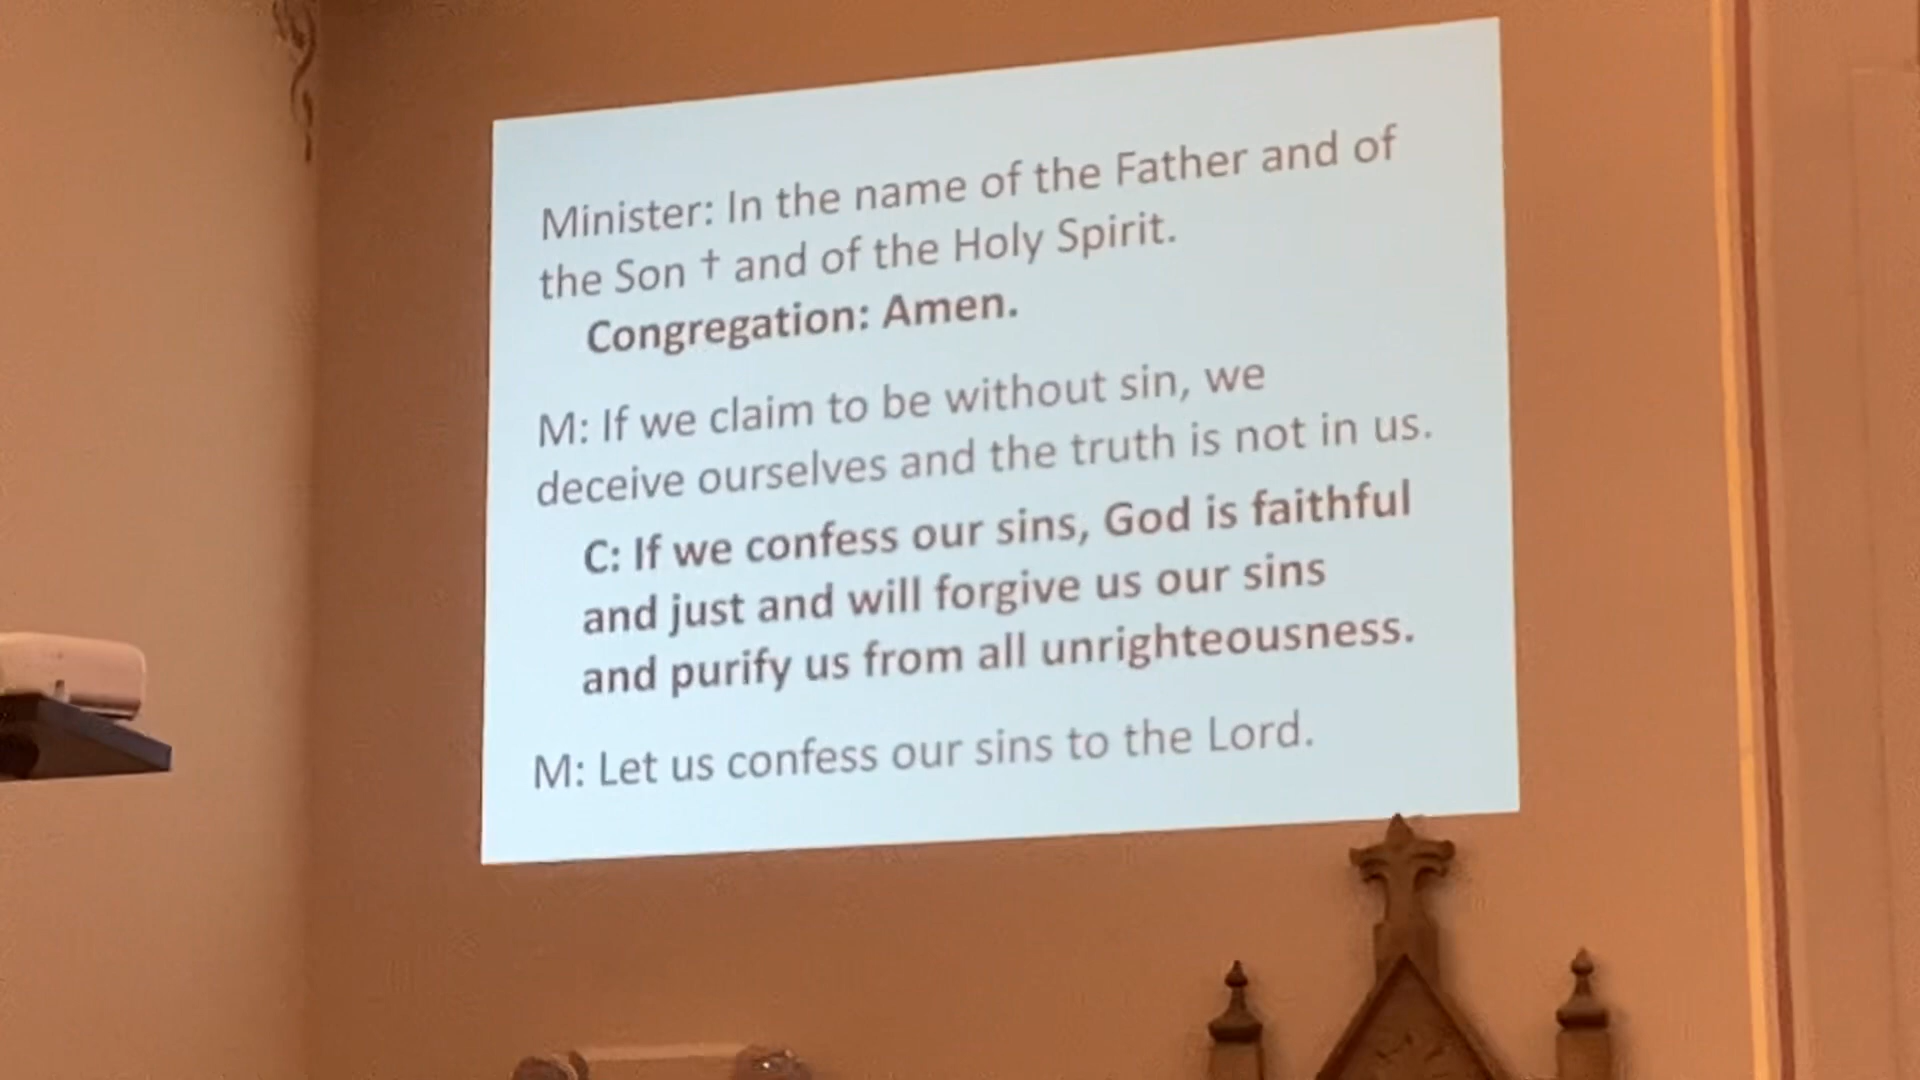 Minister: In the name of the Father and of
the Son † and of the Holy Spirit.
Congregation: Amen.
M: If we claim to be without sin, we
deceive ourselves and the truth is not in us.
C: If we confess our sins, God is faithful
and just and will forgive us our sins
and purify us from all unrighteousness.
M: Let us confess our sins to the Lord.